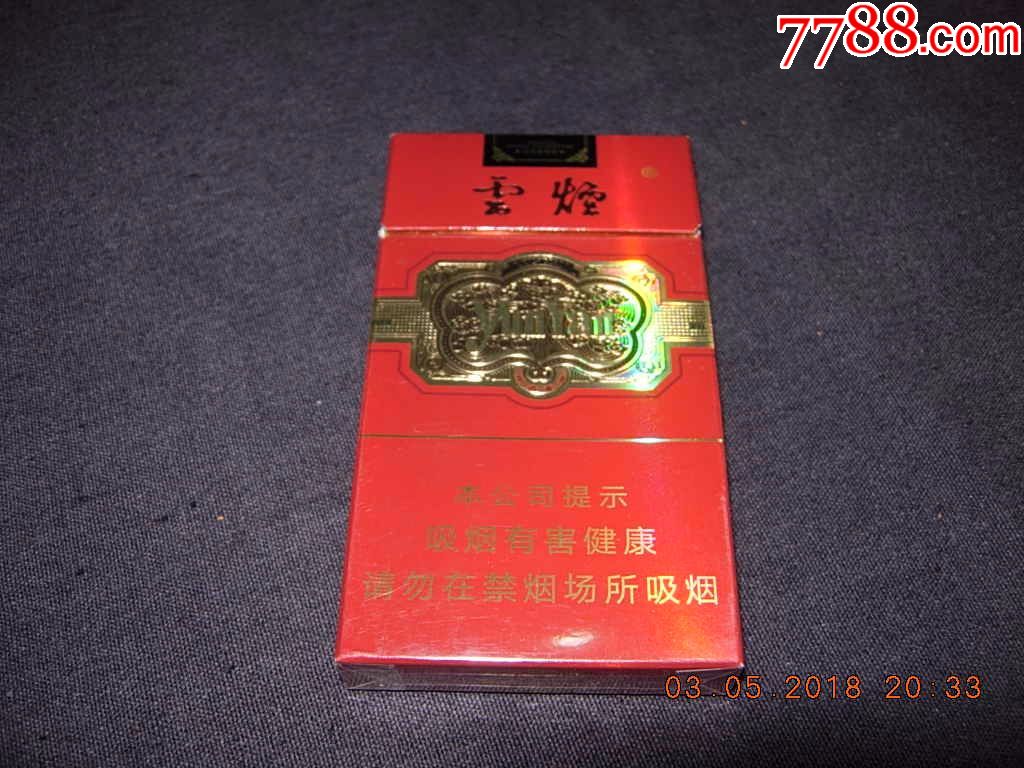 7788.com
雲煙
YunYan
本公司提示
吸烟有害健康
请勿在禁烟场所吸烟
03.05.2018 20:33